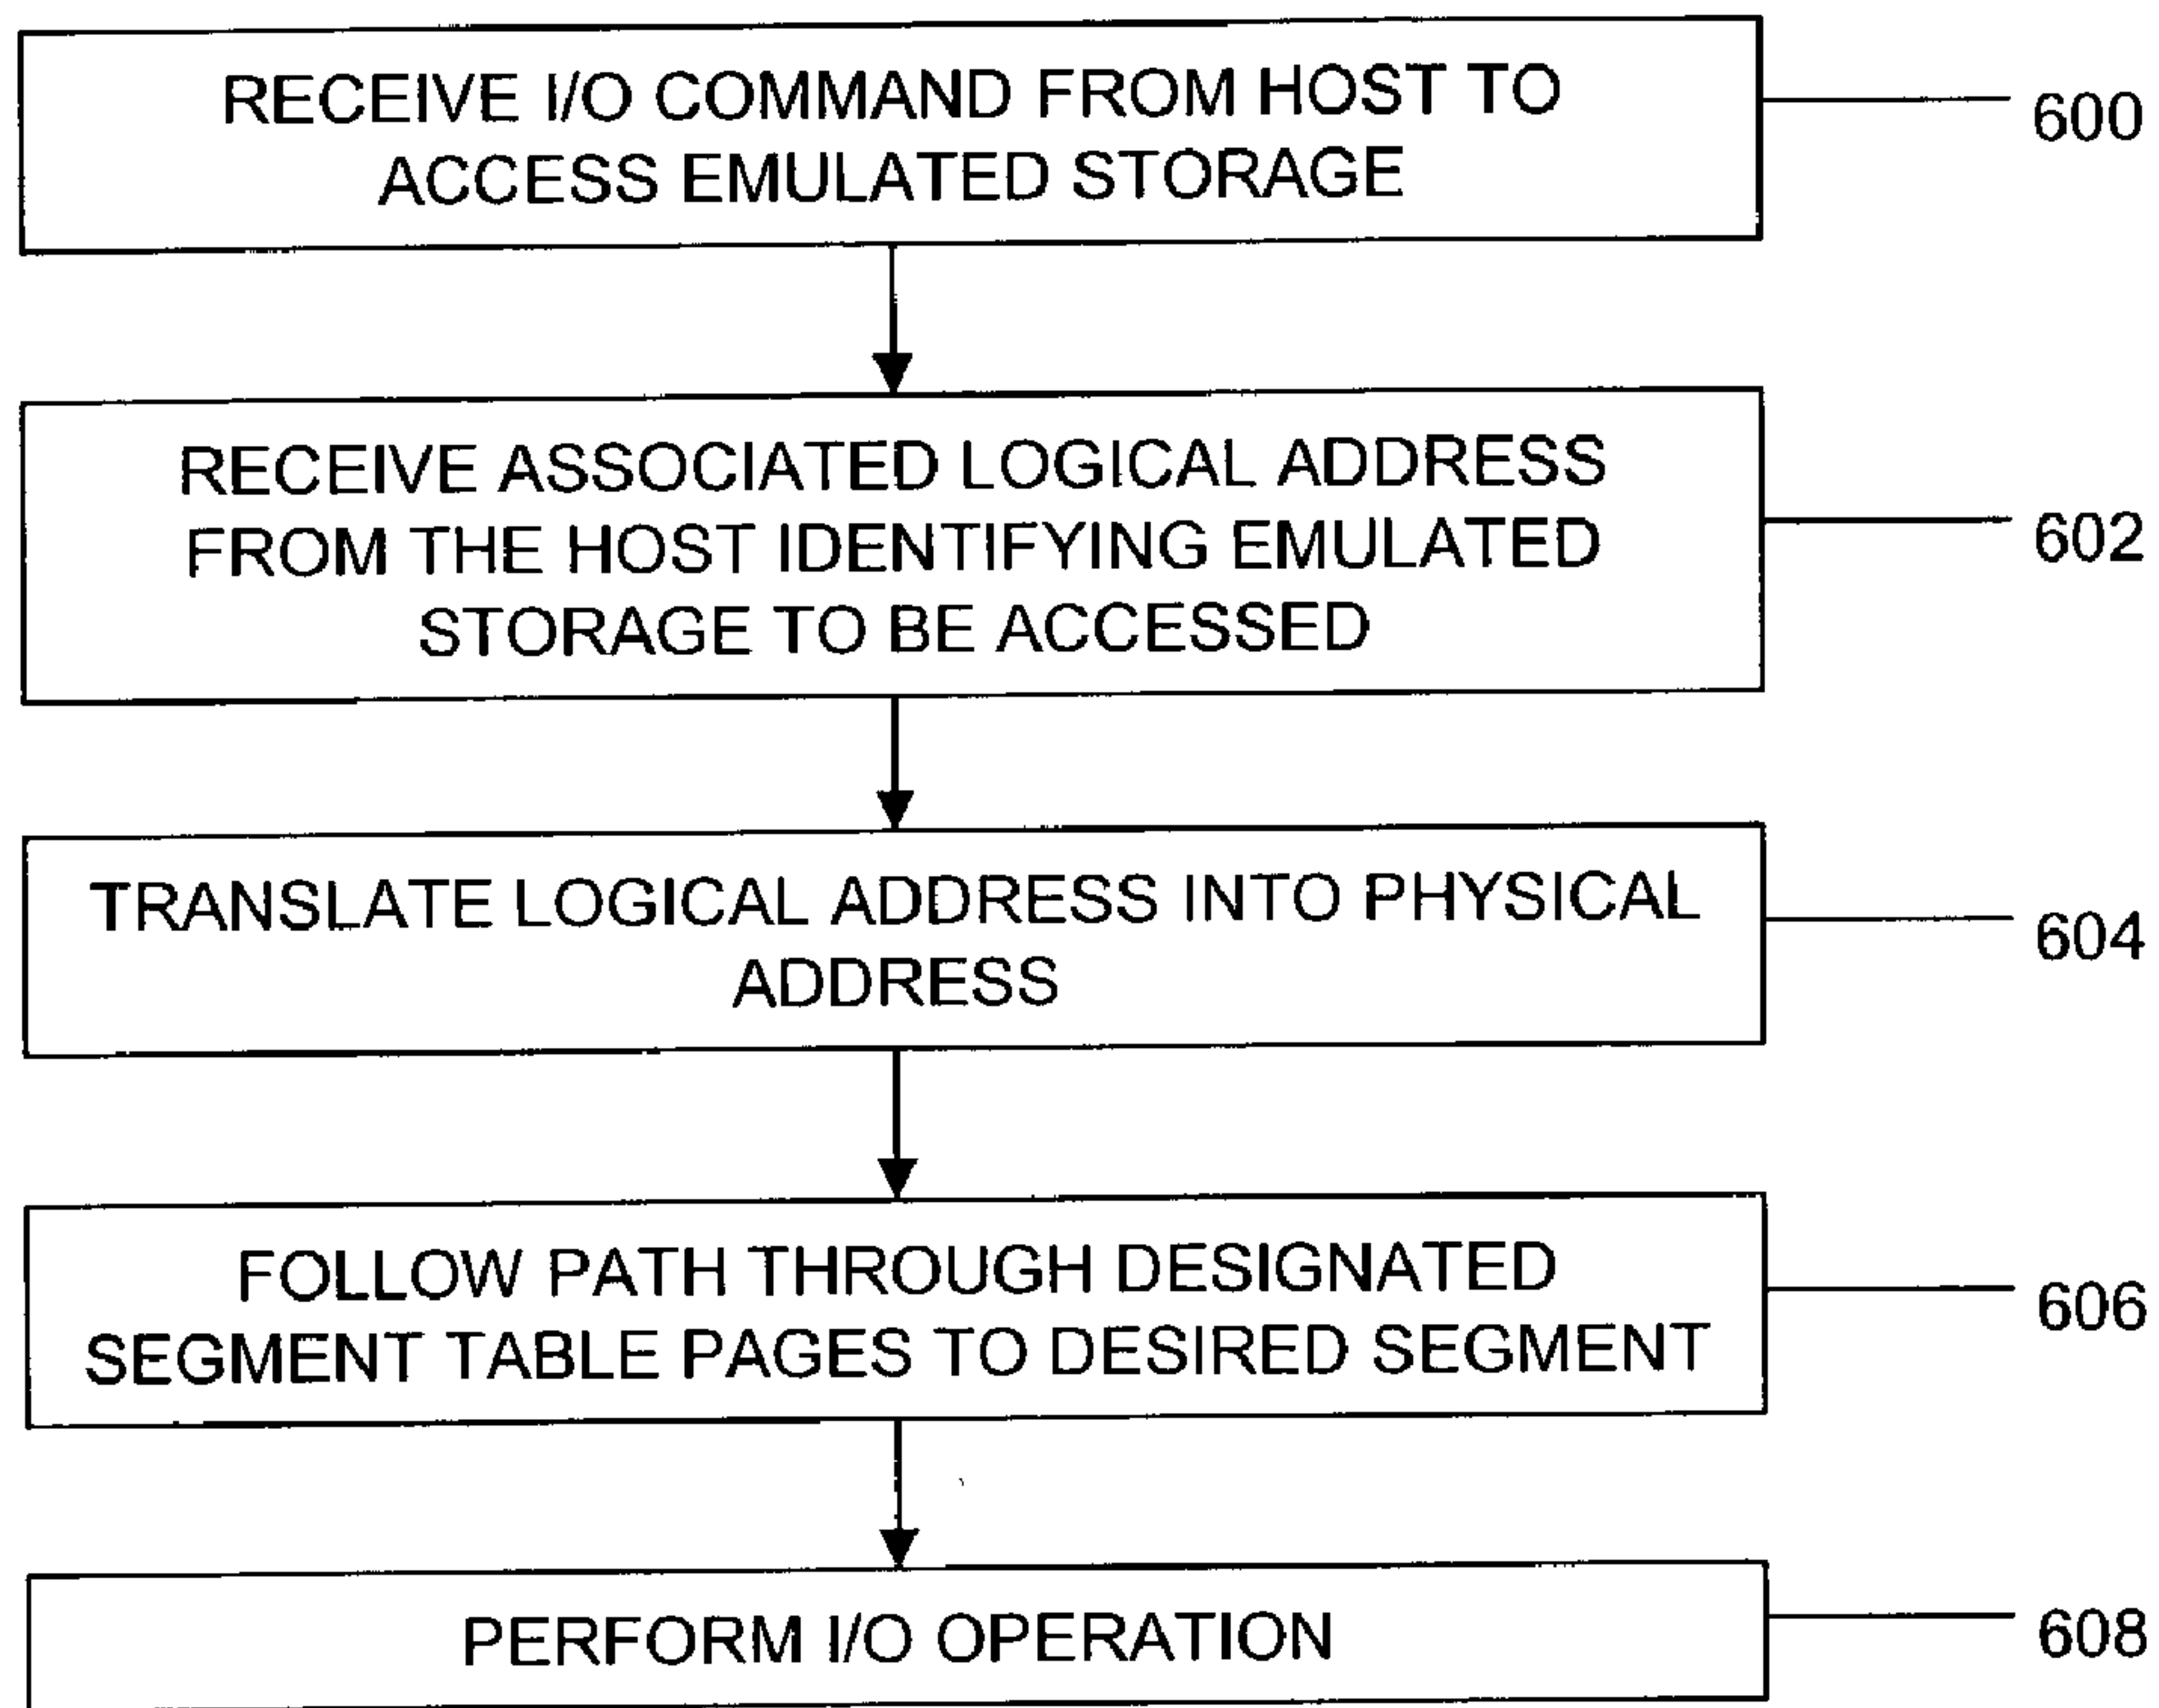 RECEIVE I/O COMMAND FROM HOST TO
ACCESS EMULATED STORAGE
600
RECEIVE ASSOCIATED LOGICAL ADDRESS
FROM THE HOST IDENTIFYING EMULATED
STORAGE TO BE ACCESSED
602
TRANSLATE LOGICAL ADDRESS INTO PHYSICAL
ADDRESS
604
FOLLOW PATH THROUGH DESIGNATED
SEGMENT TABLE PAGES TO DESIRED SEGMENT
606
PERFORM I/O OPERATION
608